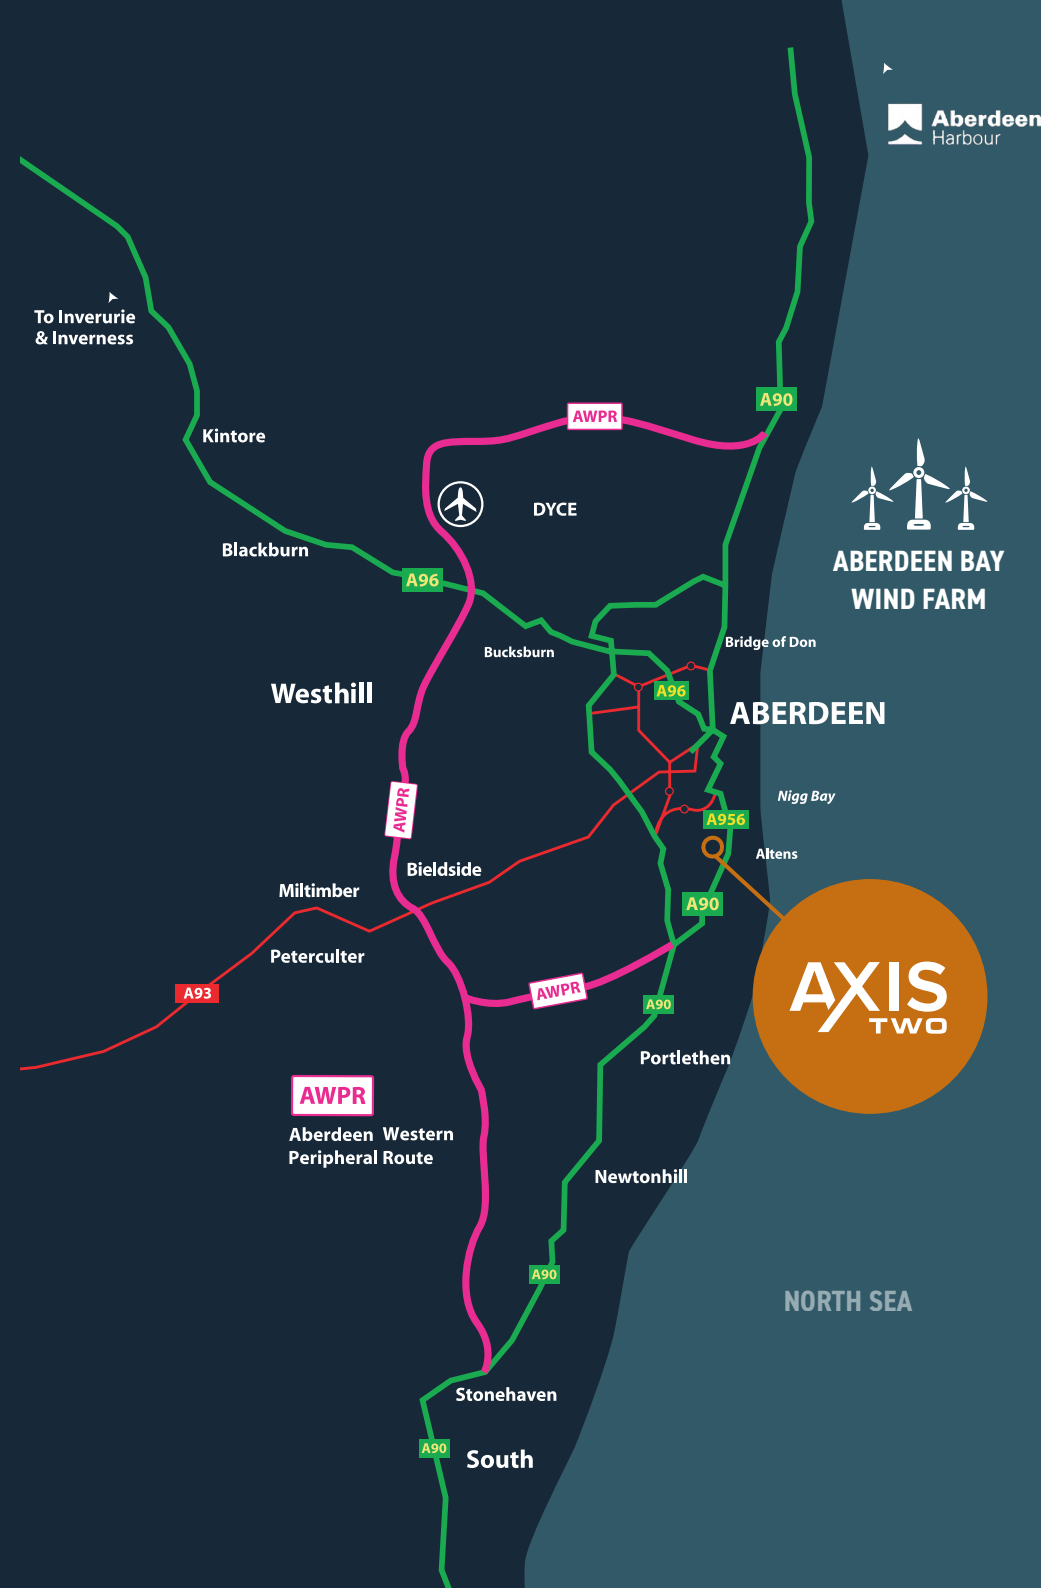 Aberdeen
Harbour
To Inverurie
& Inverness
A90
AWPR
Kintore
DYCE
Blackburn
A96
ABERDEEN BAY
WIND FARM
Bucksburn
Bridge of Don
Westhill
A96
ABERDEEN
AWPR
Nigg Bay
A956
Altens
Bieldside
Miltimber
A90
Peterculter
A93
AWPR
A90
AXIS
TWO
Portlethen
AWPR
Aberdeen Western
Peripheral Route
Newtonhill
A90
NORTH SEA
Stonehaven
A90
South